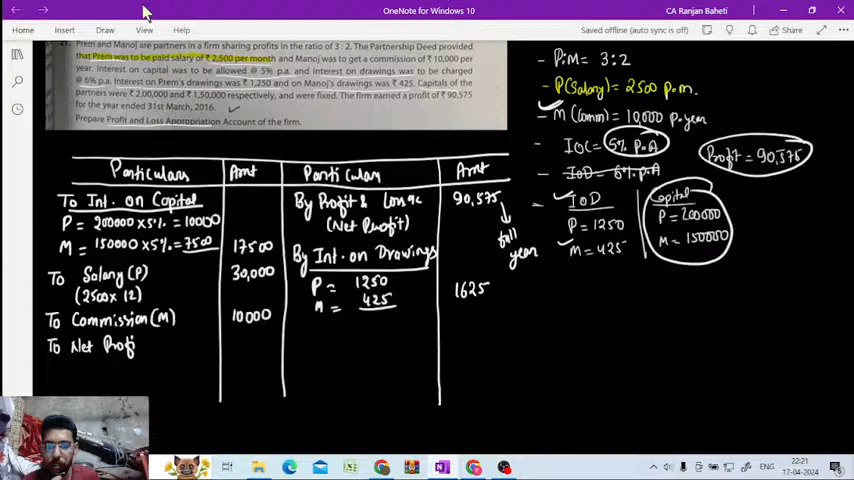 OneNote for Windows 10
CA Ranjan Baheti
Home Insert Draw View Help
Saved offline (auto sync is off)
Share
21. Prem and Manoj are partners in a firm sharing profits in the ratio of 3 : 2. The Partnership Deed provided
that Prem was to be paid salary of ₹ 2,500 per month and Manoj was to get a commission of ₹ 10,000 per
year. Interest on capital was to be allowed @ 5% p.a. and interest on drawings was to be charged
@ 6% p.a. Interest on Prem's drawings was ₹ 1,250 and on Manoj's drawings was ₹ 425. Capitals of the
partners were ₹ 2,00,000 and ₹ 1,50,000 respectively, and were fixed. The firm earned a profit of ₹ 90,575
for the year ended 31st March, 2016.
Prepare Profit and Loss Appropriation Account of the firm.
- P:M = 3:2
- P(Salary) = 2500 p.m.
- M (Comm) = 10,000 p.year
- IOC = 5% P.A
Profit = 90,575
- IOD = 6% P.A
- IOD
P = 1250
M = 425
Capital
P = 200000
M = 150000
Particulars Amt Particular Amt
To Int. on Capital
P = 200000 x 5% = 10000
M = 150000 x 5% = 7500 17500
To Salary (P) 30,000
(2500 x 12)
To Commission (M) 10000
To Net Profi
By Profit & Loss a/c 90,575
(Net Profit)
full
year
By Int. on Drawings
P = 1250
M = 425 1625
ENG
22:21
17-04-2024